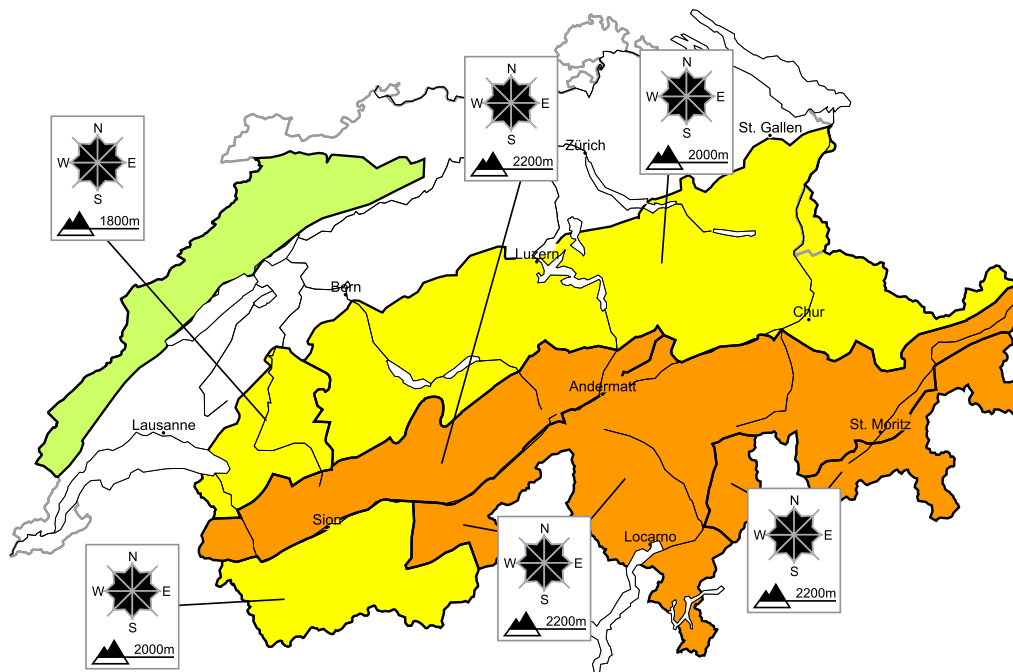 N
W E
S
2200m
N
W E
S
2000m
N
W E
S
1800m
St. Gallen
Zürich
Luzern
Bern
Chur
Andermatt
Lausanne
St. Moritz
Sion
Locarno
N
W E
S
2200m
N
W E
S
2200m
N
W E
S
2000m